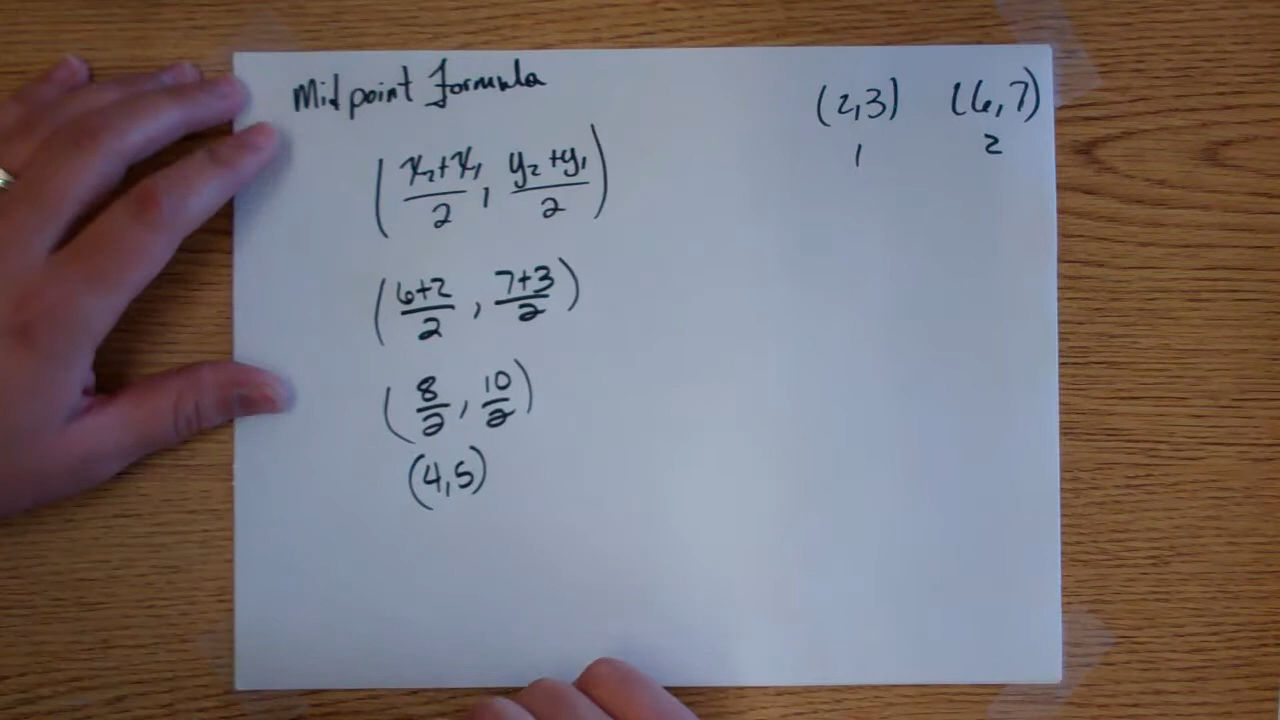 Midpoint formula
(2,3) (6,7)
1 2
(x₂+x₁/2, y₂+y₁/2)
(6+2/2, 7+3/2)
(8/2, 10/2)
(4,5)